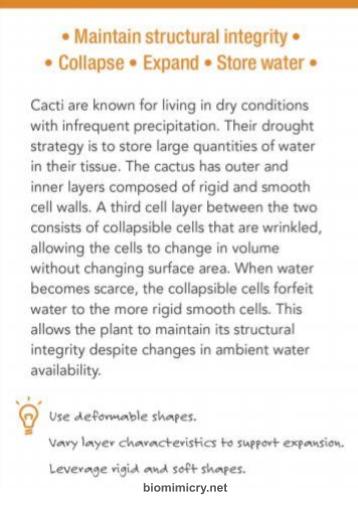 • Maintain structural integrity •
• Collapse • Expand • Store water •
Cacti are known for living in dry conditions
with infrequent precipitation. Their drought
strategy is to store large quantities of water
in their tissue. The cactus has outer and
inner layers composed of rigid and smooth
cell walls. A third cell layer between the two
consists of collapsible cells that are wrinkled,
allowing the cells to change in volume
without changing surface area. When water
becomes scarce, the collapsible cells forfeit
water to the more rigid smooth cells. This
allows the plant to maintain its structural
integrity despite changes in ambient water
availability.
Use deformable shapes.
Vary layer characteristics to support expansion.
Leverage rigid and soft shapes.
biomimicry.net